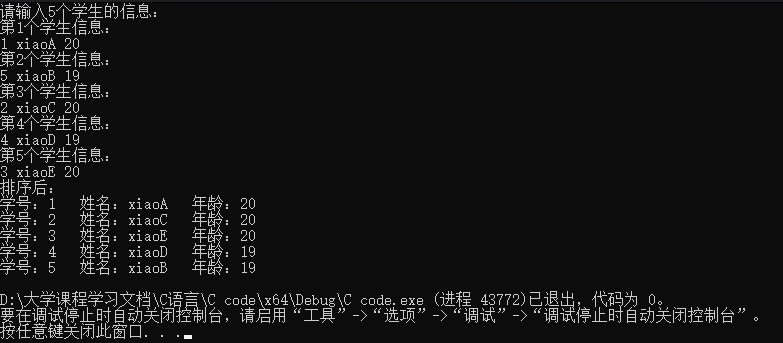 请输入5个学生的信息：
第1个学生信息：
1 xiaoA 20
第2个学生信息：
5 xiaoB 19
第3个学生信息：
2 xiaoC 20
第4个学生信息：
4 xiaoD 19
第5个学生信息：
3 xiaoE 20
排序后：
学号：1 姓名：xiaoA 年龄：20
学号：2 姓名：xiaoC 年龄：20
学号：3 姓名：xiaoE 年龄：20
学号：4 姓名：xiaoD 年龄：19
学号：5 姓名：xiaoB 年龄：19
D:\大学课程学习文档\C语言\C code\x64\Debug\C code.exe (进程 43772)已退出，代码为 0。
要在调试停止时自动关闭控制台，请启用“工具”->“选项”->“调试”->“调试停止时自动关闭控制台”。
按任意键关闭此窗口. . .